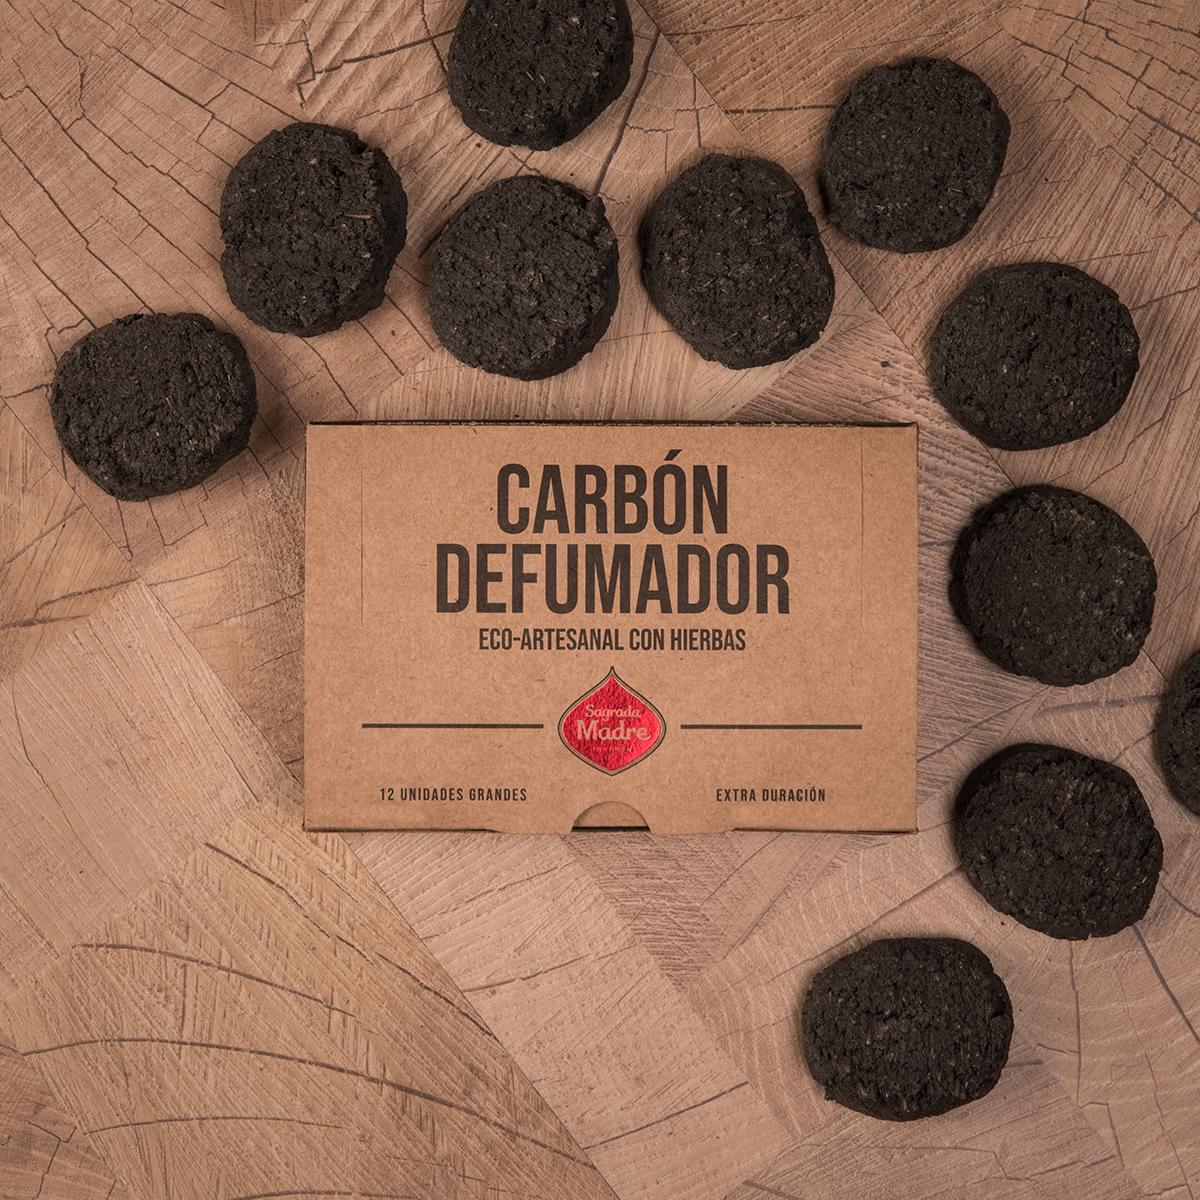 CARBÓN
DEFUMADOR
ECO-ARTESANAL CON HIERBAS
Sagrada
Madre
12 UNIDADES GRANDES
EXTRA DURACIÓN